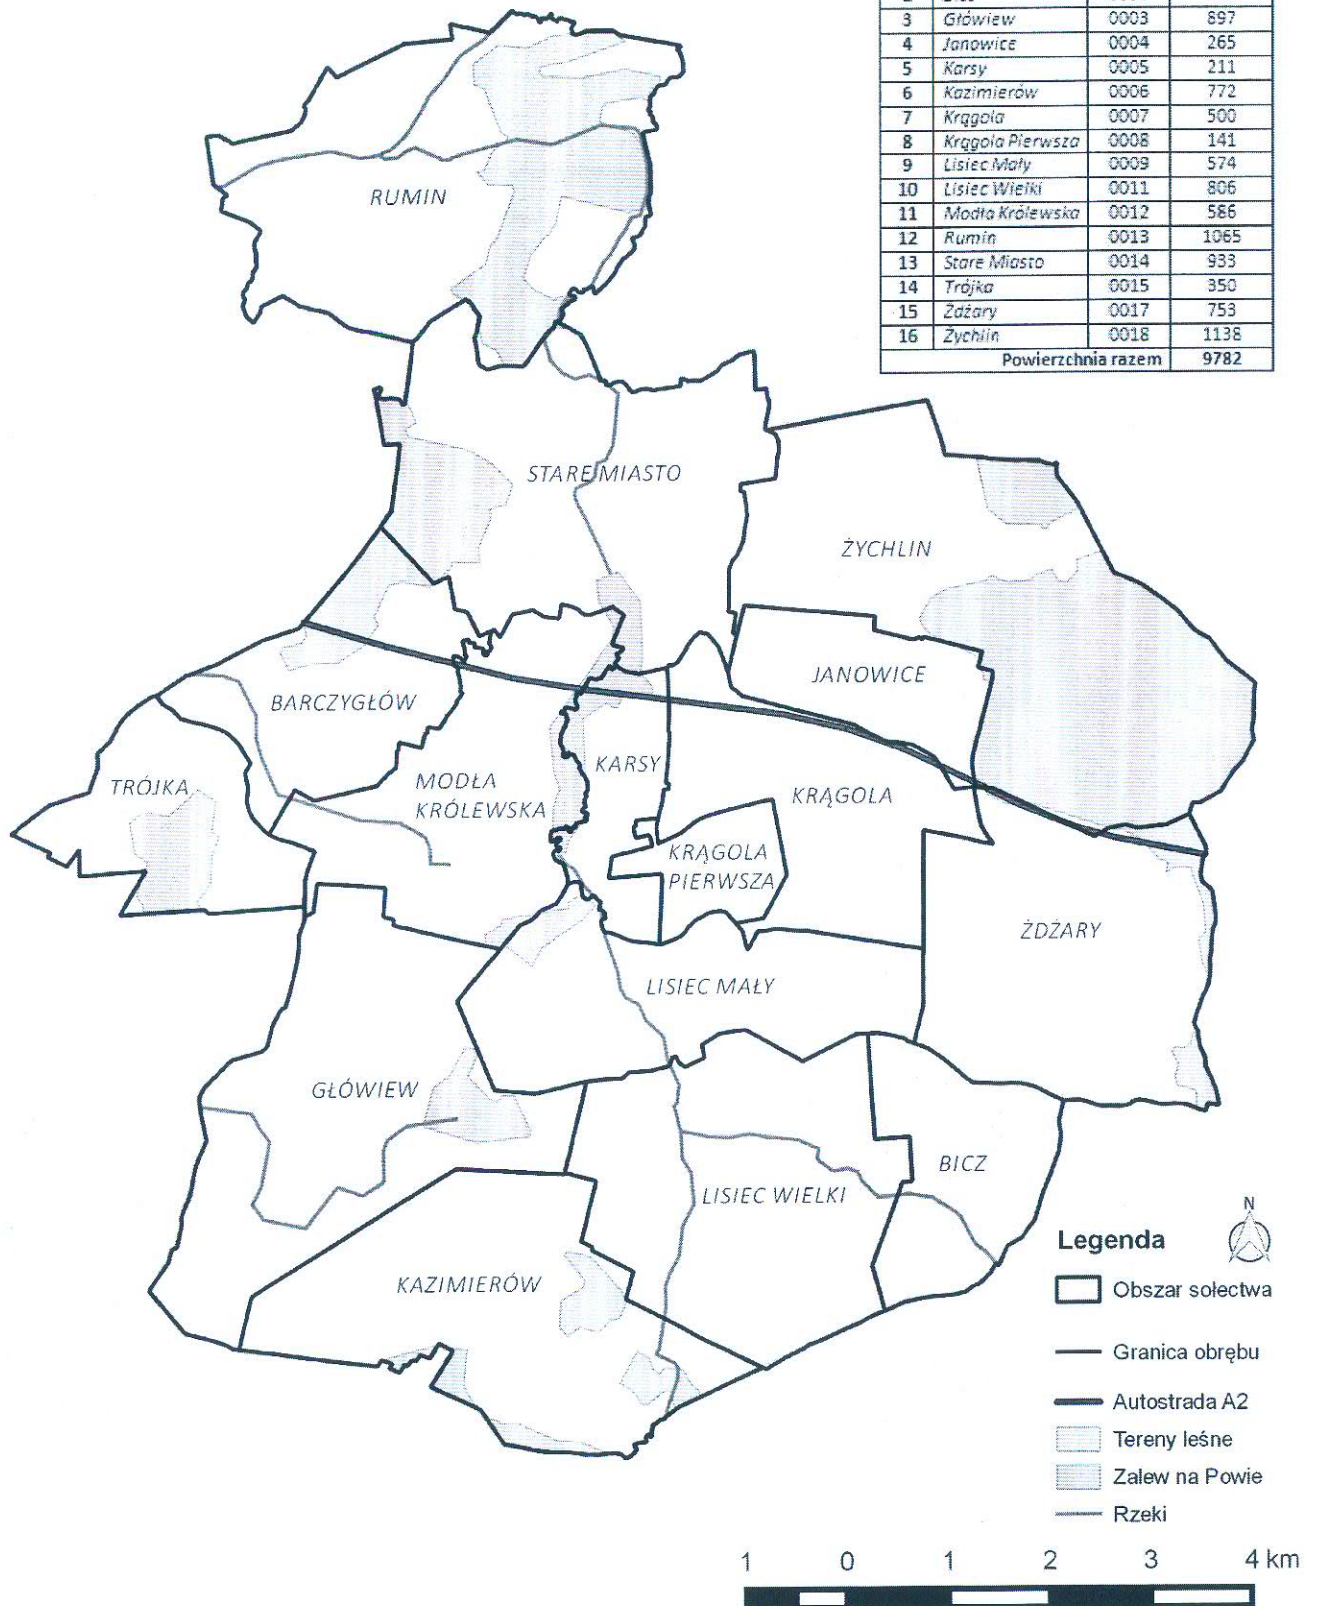 3 Główiew 0003 897
4 Janowice 0004 265
5 Karsy 0005 211
6 Kazimierów 0006 772
7 Krągola 0007 500
8 Krągola Pierwsza 0008 141
9 Lisiec Mały 0009 574
10 Lisiec Wielki 0011 806
11 Modła Królewska 0012 586
12 Rumin 0013 1065
13 Stare Miasto 0014 933
14 Trójka 0015 350
15 Żdżary 0017 753
16 Żychlin 0018 1138
Powierzchnia razem 9782
RUMIN
STARE MIASTO
ŻYCHLIN
JANOWICE
BARCZYGŁÓW
KARSY
TRÓJKA
MODŁA
KRÓLEWSKA
KRĄGOLA
KRĄGOLA
PIERWSZA
ŻDŻARY
LISIEC MAŁY
GŁÓWIEW
BICZ
LISIEC WIELKI
KAZIMIERÓW
N
Legenda
Obszar sołectwa
Granica obrębu
Autostrada A2
Tereny leśne
Zalew na Powie
Rzeki
1 0 1 2 3 4 km